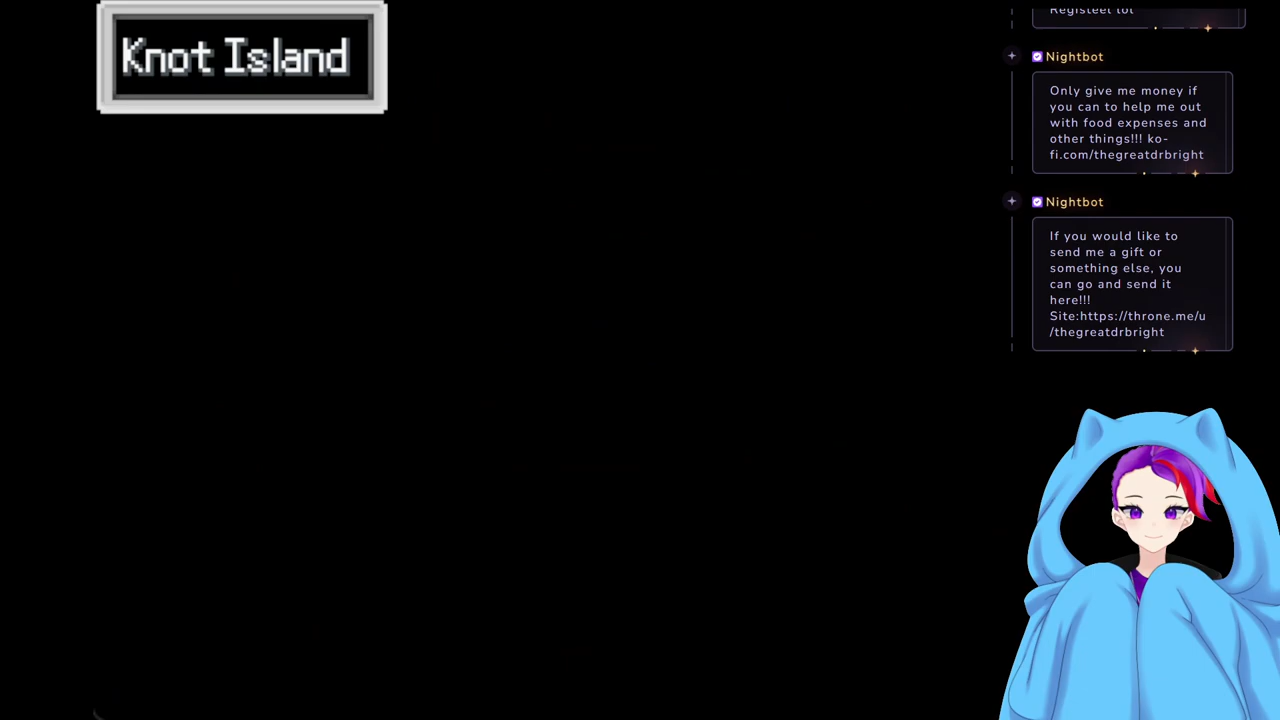 Knot Island
Registeel lol
Nightbot
Only give me money if
you can to help me out
with food expenses and
other things!!! ko-
fi.com/thegreatdrbright
Nightbot
If you would like to
send me a gift or
something else, you
can go and send it
here!!!
Site:https://throne.me/u
/thegreatdrbright